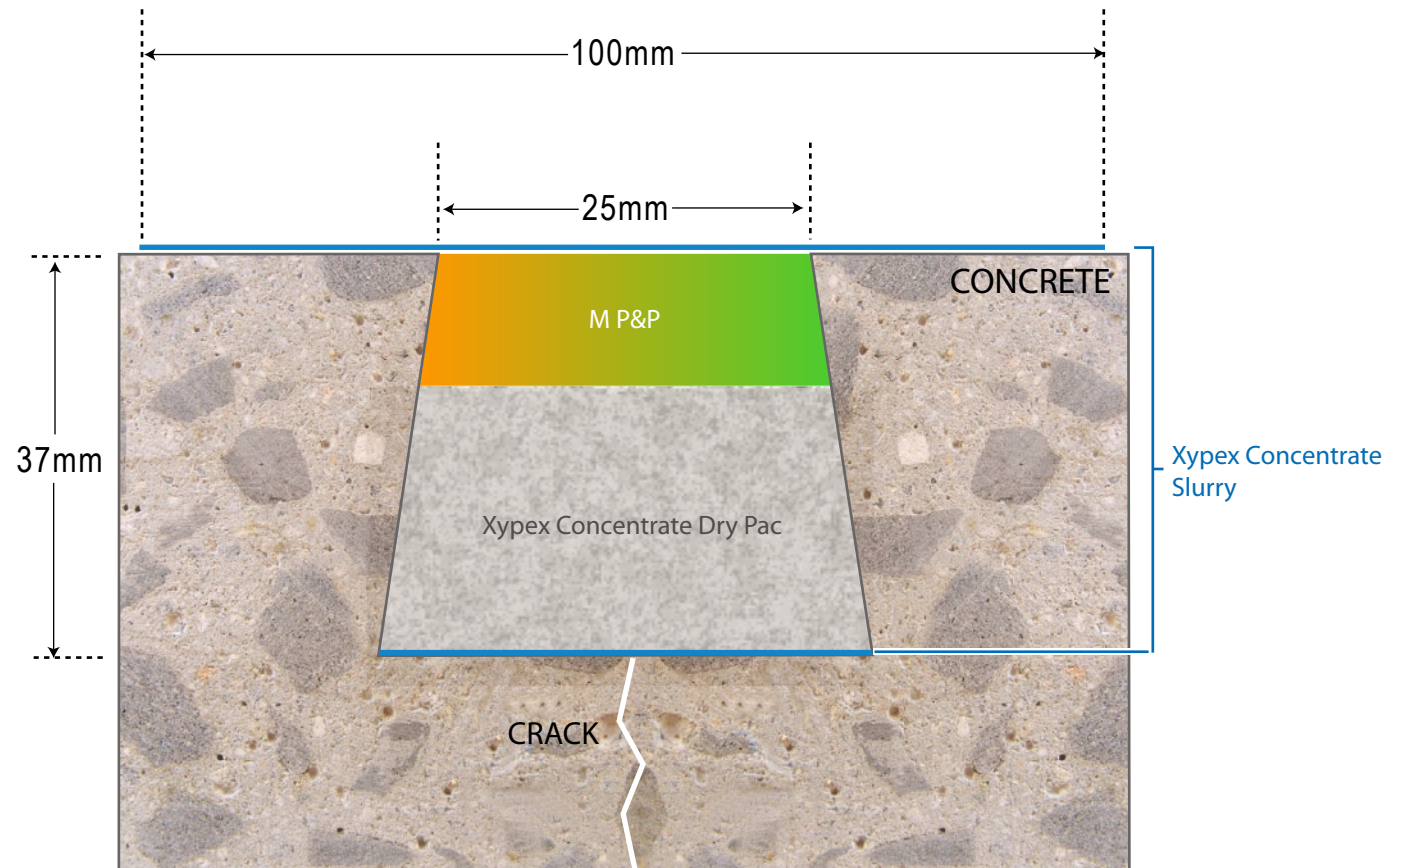 100mm
25mm
CONCRETE
M P&P
37mm
Xypex Concentrate
Slurry
Xypex Concentrate Dry Pac
CRACK